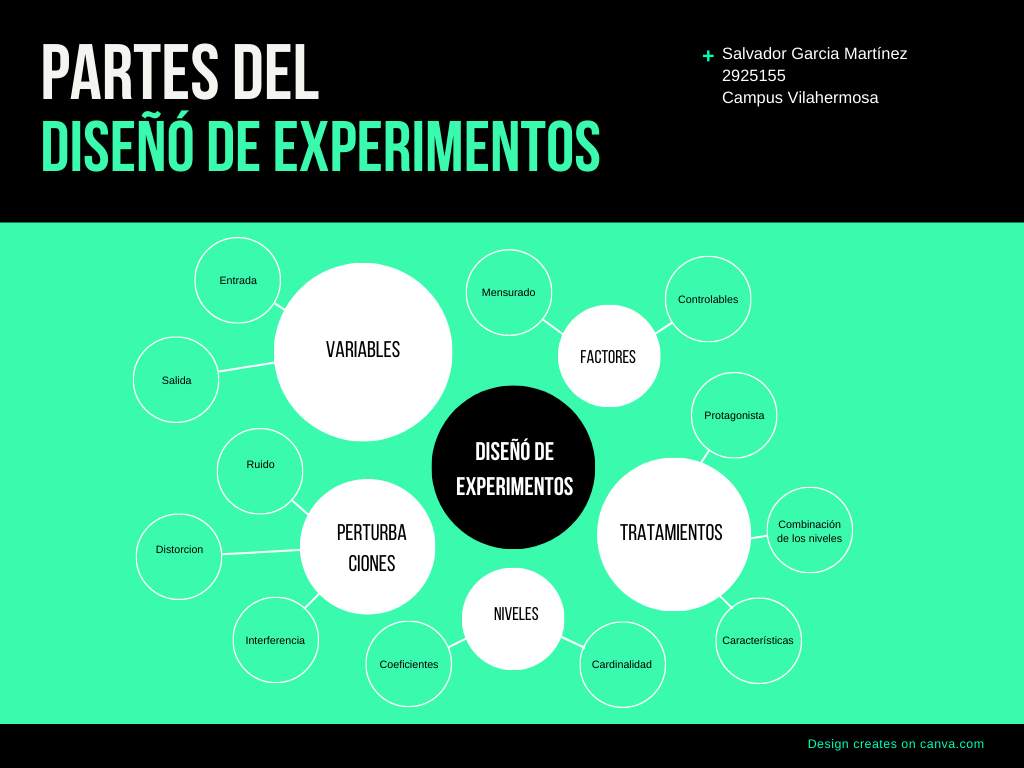 PARTES DEL
DISEÑÓ DE EXPERIMENTOS
+ Salvador Garcia Martínez
2925155
Campus Vilahermosa
Entrada
Mensurado
Controlables
VARIABLES
FACTORES
Salida
Protagonista
DISEÑÓ DE
EXPERIMENTOS
Ruido
PERTURBA
CIONES
TRATAMIENTOS
Combinación
de los niveles
Distorcion
NIVELES
Interferencia
Coeficientes
Cardinalidad
Características
Design creates on canva.com